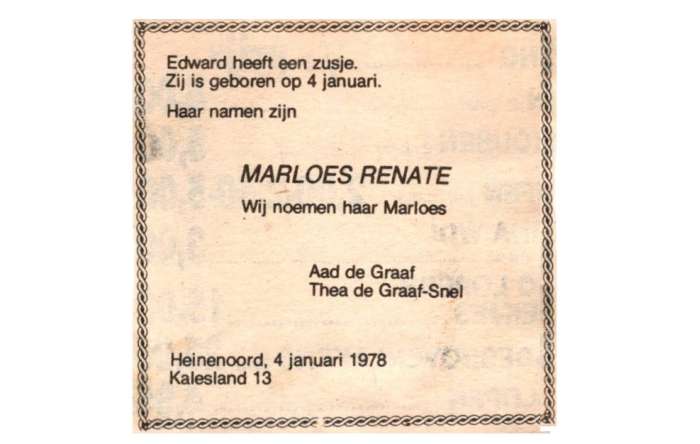 Edward heeft een zusje.
Zij is geboren op 4 januari.
Haar namen zijn
MARLOES RENATE
Wij noemen haar Marloes
Aad de Graaf
Thea de Graaf-Snel
Heinenoord, 4 januari 1978
Kalesland 13